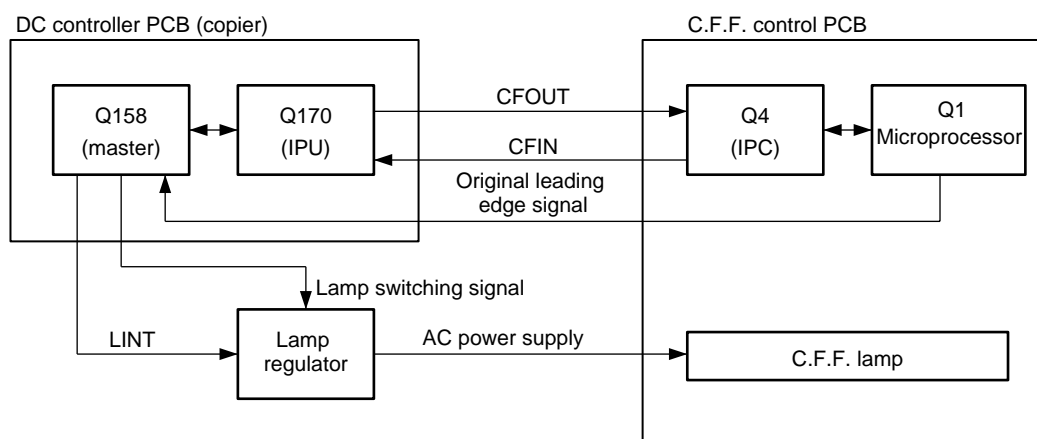 DC controller PCB (copier)
C.F.F. control PCB
Q158
(master)
Q170
(IPU)
CFOUT
CFIN
Q4
(IPC)
Q1
Microprocessor
Original leading
edge signal
Lamp switching signal
LINT
Lamp
regulator
AC power supply
C.F.F. lamp